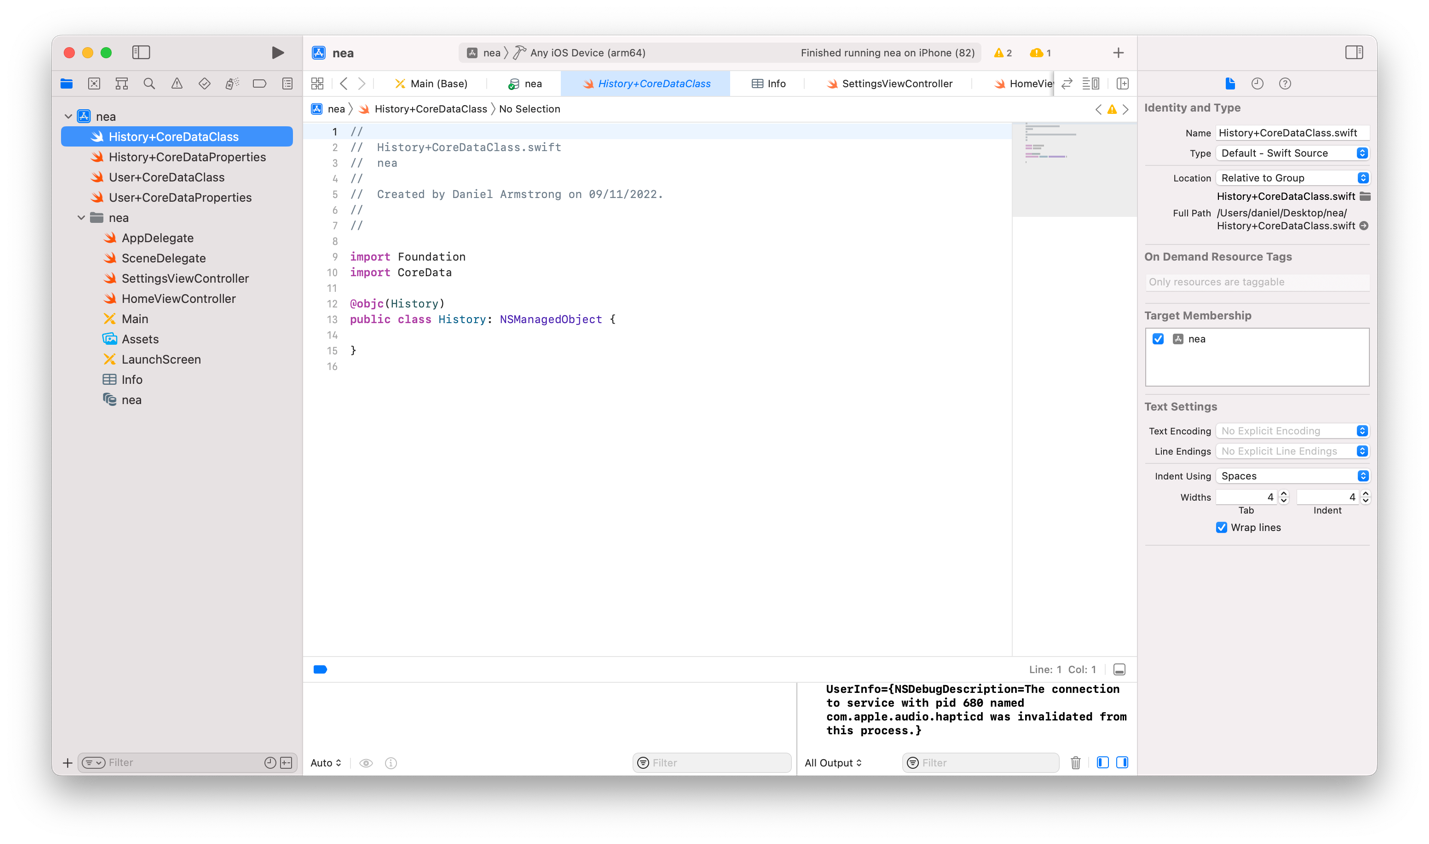 nea
nea
Any iOS Device (arm64)
Finished running nea on iPhone (82)
2
1
Main (Base)
nea
History+CoreDataClass
Info
SettingsViewController
HomeVie
nea
History+CoreDataClass
No Selection
nea
History+CoreDataClass
History+CoreDataProperties
User+CoreDataClass
User+CoreDataProperties
nea
AppDelegate
SceneDelegate
SettingsViewController
HomeViewController
Main
Assets
LaunchScreen
Info
nea
Filter
1 //
2 //  History+CoreDataClass.swift
3 //  nea
4 //
5 //  Created by Daniel Armstrong on 09/11/2022.
6 //
7 //
8
9 import Foundation
10 import CoreData
11
12 @objc(History)
13 public class History: NSManagedObject {
14
15 }
16
Line: 1 Col: 1
UserInfo={NSDebugDescription=The connection
to service with pid 680 named
com.apple.audio.hapticd was invalidated from
this process.}
Auto
Filter
All Output
Filter
Identity and Type
Name History+CoreDataClass.swift
Type Default - Swift Source
Location Relative to Group
History+CoreDataClass.swift
Full Path /Users/daniel/Desktop/nea/
History+CoreDataClass.swift
On Demand Resource Tags
Only resources are taggable
Target Membership
nea
Text Settings
Text Encoding No Explicit Encoding
Line Endings No Explicit Line Endings
Indent Using Spaces
Widths 4 4
Tab Indent
Wrap lines